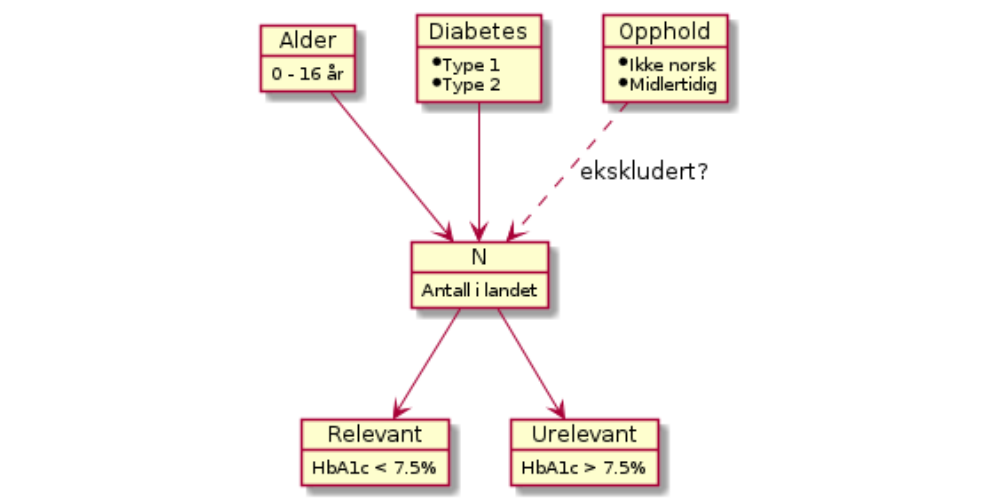 Alder
0 - 16 år
Diabetes
•Type 1
•Type 2
Opphold
•Ikke norsk
•Midlertidig
ekskludert?
N
Antall i landet
Relevant
HbA1c < 7.5%
Urelevant
HbA1c > 7.5%